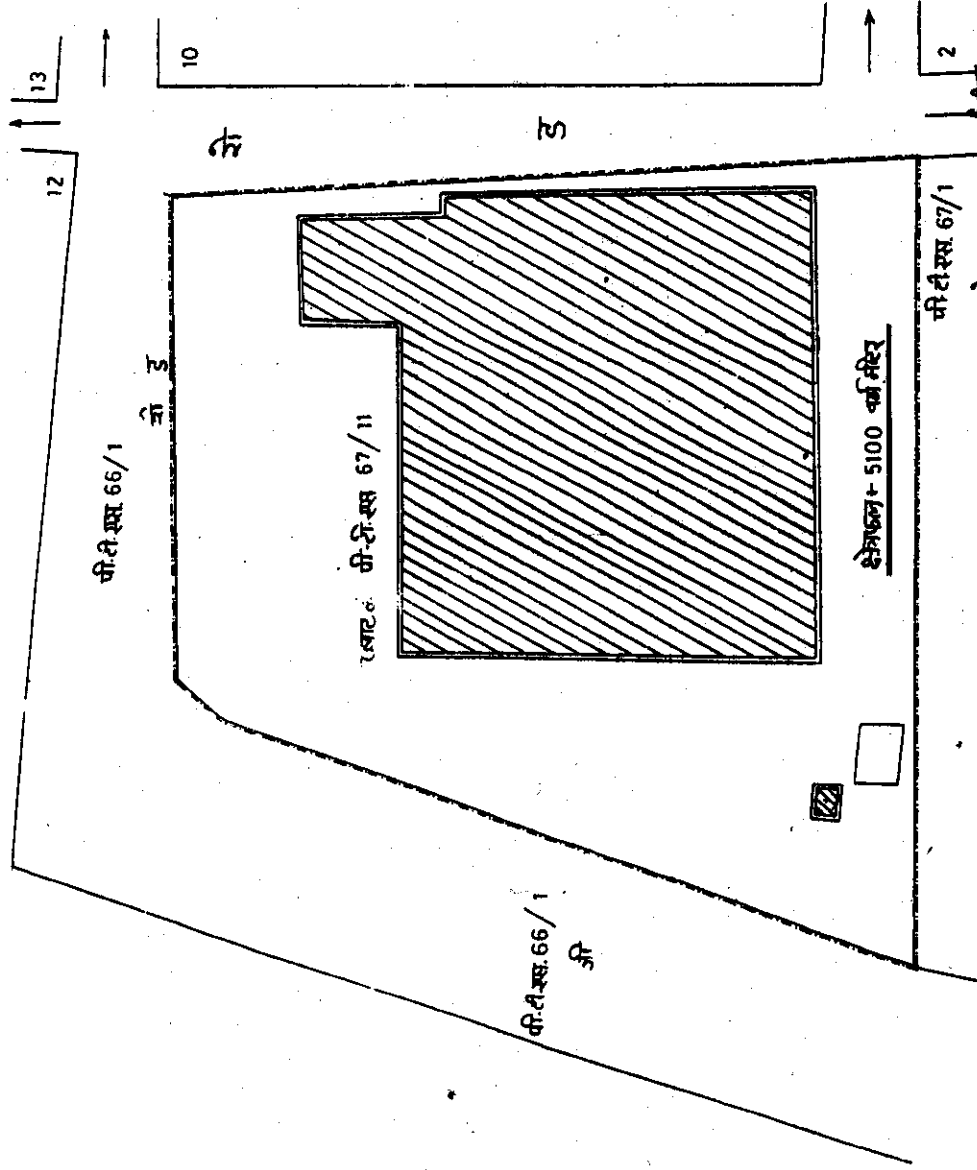 13
10
12
2
रोड
रोड
पी.टी.एस. 66/1
प्लाट नं. पी.टी.एस 67/11
क्षेत्रफल + 5100 वर्ग मीटर
पी.टी.एस. 67/1
पी.टी.एस. 66/1